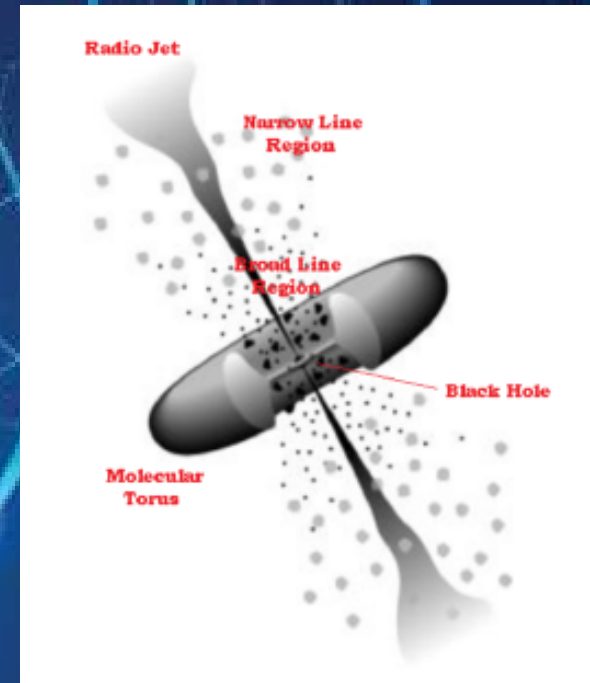 Radio Jet
Narrow Line
Region
Broad Line
Region
Black Hole
Molecular
Torus